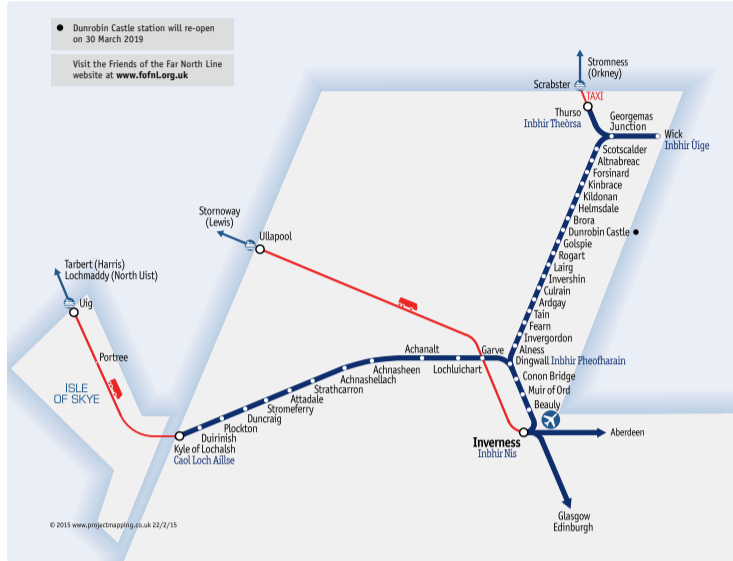 Dunrobin Castle station will re-open
on 30 March 2019
Visit the Friends of the Far North Line
website at www.fofnl.org.uk
Stromness
(Orkney)
Scrabster
TAXI
Thurso
Inbhir Theòrsa
Georgemas
Junction
Wick
Inbhir Ùige
Scotscalder
Altnabreac
Forsinard
Kinbrace
Kildonan
Helmsdale
Brora
Dunrobin Castle
Golspie
Rogart
Lairg
Invershin
Culrain
Ardgay
Tain
Fearn
Invergordon
Alness
Dingwall Inbhir Pheofharain
Conon Bridge
Muir of Ord
Beauly
Stornoway
(Lewis)
Ullapool
Tarbert (Harris)
Lochmaddy (North Uist)
Uig
Portree
ISLE
OF SKYE
Garve
Lochluichart
Achanalt
Achnasheen
Achnashellach
Strathcarron
Attadale
Stromeferry
Duncraig
Plockton
Duirinish
Kyle of Lochalsh
Caol Loch Aillse
Inverness
Inbhir Nis
Aberdeen
Glasgow
Edinburgh
© 2015 www.projectmapping.co.uk 22/2/15